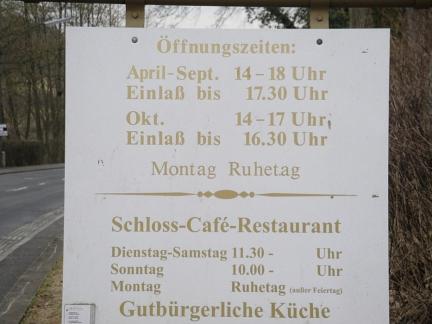 Öffnungszeiten:
April-Sept. 14-18 Uhr
Einlaß bis 17.30 Uhr
Okt. 14-17 Uhr
Einlaß bis 16.30 Uhr
Montag Ruhetag
Schloss-Café-Restaurant
Dienstag-Samstag 11.30 - Uhr
Sonntag 10.00 - Uhr
Montag Ruhetag (außer Feiertag)
Gutbürgerliche Küche